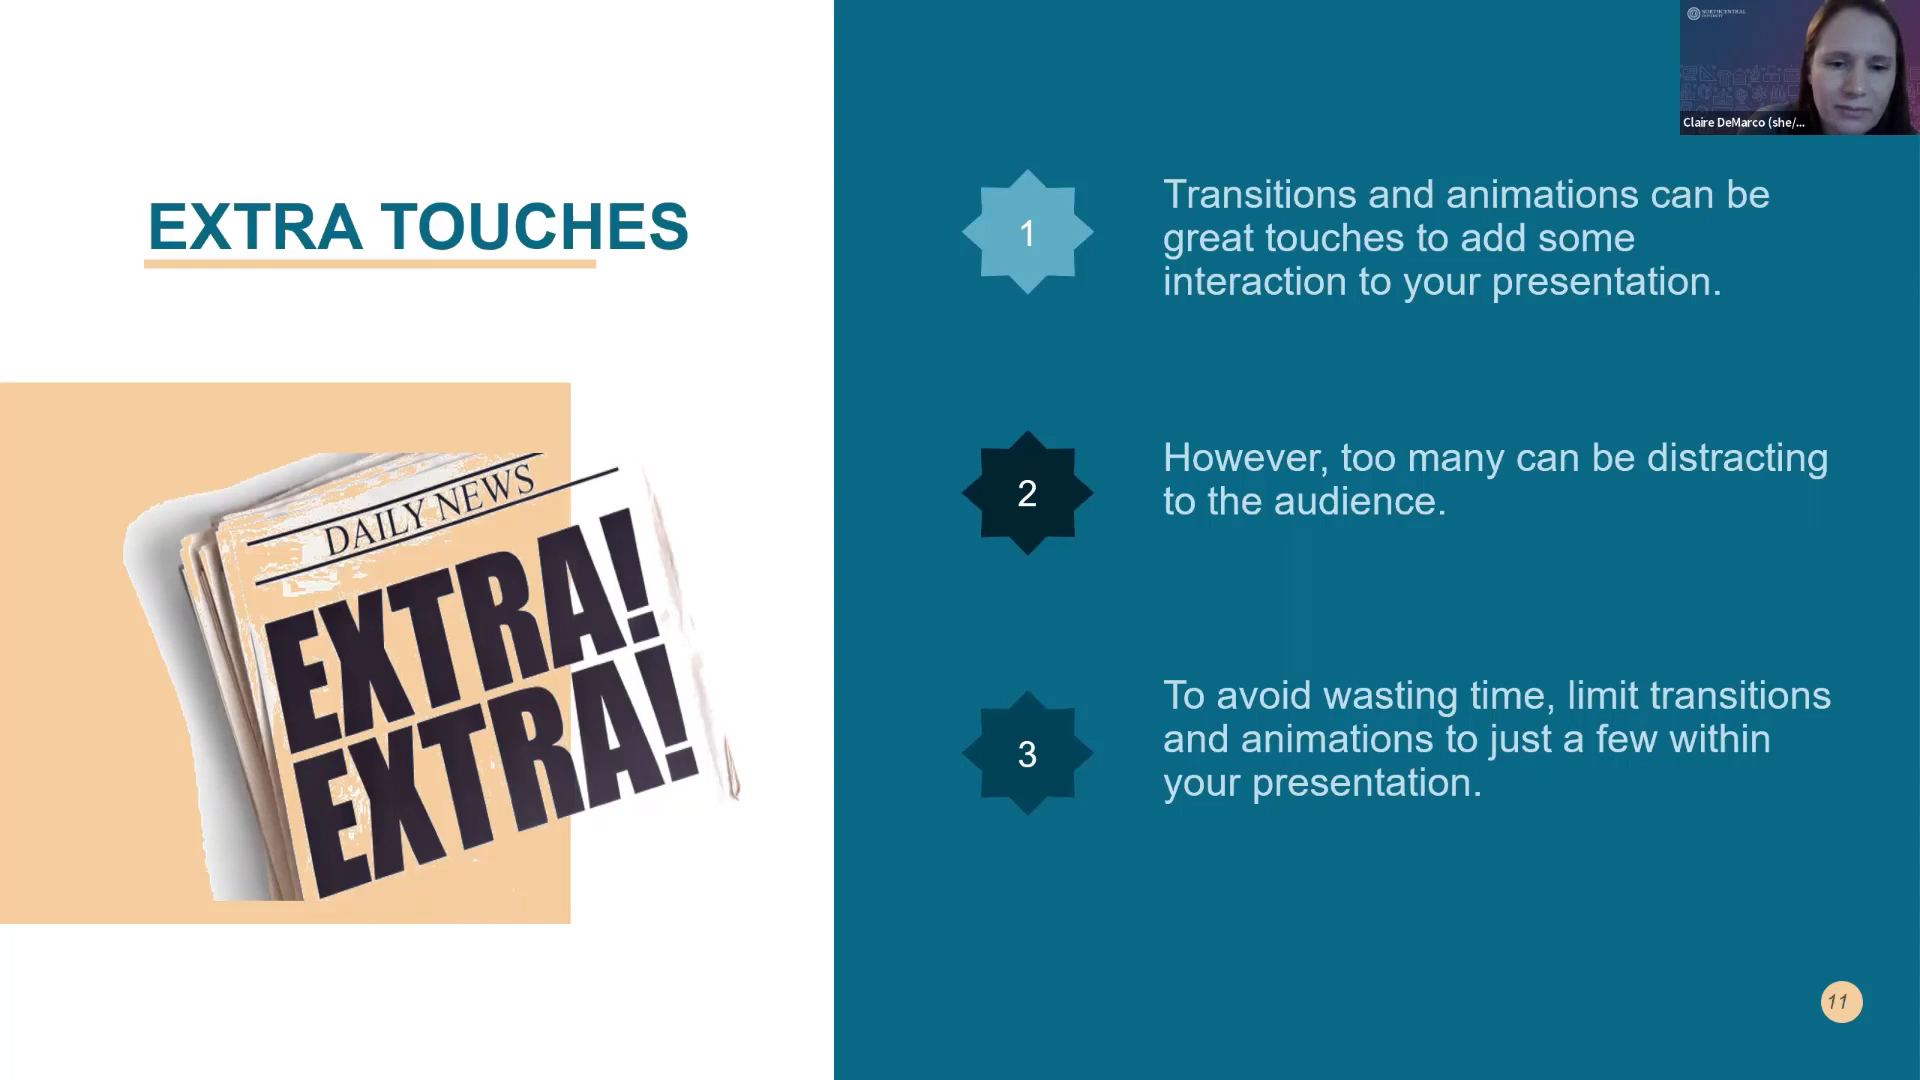 NORTHCENTRAL
UNIVERSITY
Claire DeMarco (she/...
EXTRA TOUCHES
DAILY NEWS
EXTRA!
EXTRA!
1
Transitions and animations can be
great touches to add some
interaction to your presentation.
2
However, too many can be distracting
to the audience.
3
To avoid wasting time, limit transitions
and animations to just a few within
your presentation.
11